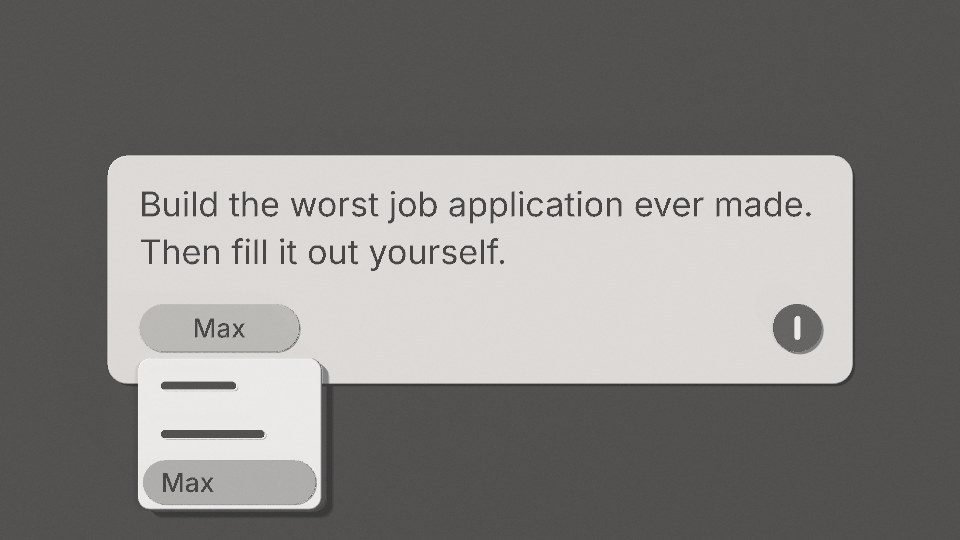 Build the worst job application ever made.
Then fill it out yourself.
Max
Max